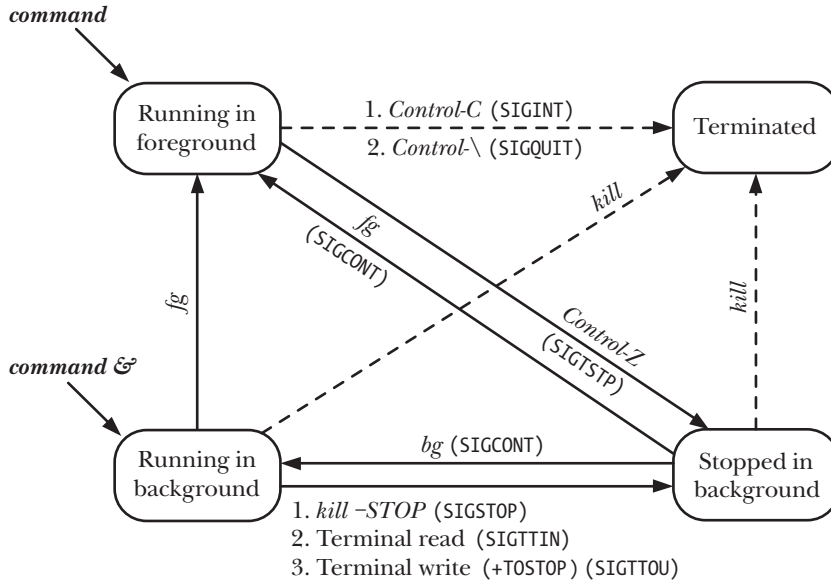 command
Running in
foreground
1. Control-C (SIGINT)
2. Control-\ (SIGQUIT)
Terminated
fg
(SIGCONT)
kill
fg
kill
Control-Z
(SIGTSTP)
command &
Running in
background
bg (SIGCONT)
Stopped in
background
1. kill –STOP (SIGSTOP)
2. Terminal read (SIGTTIN)
3. Terminal write (+TOSTOP) (SIGTTOU)